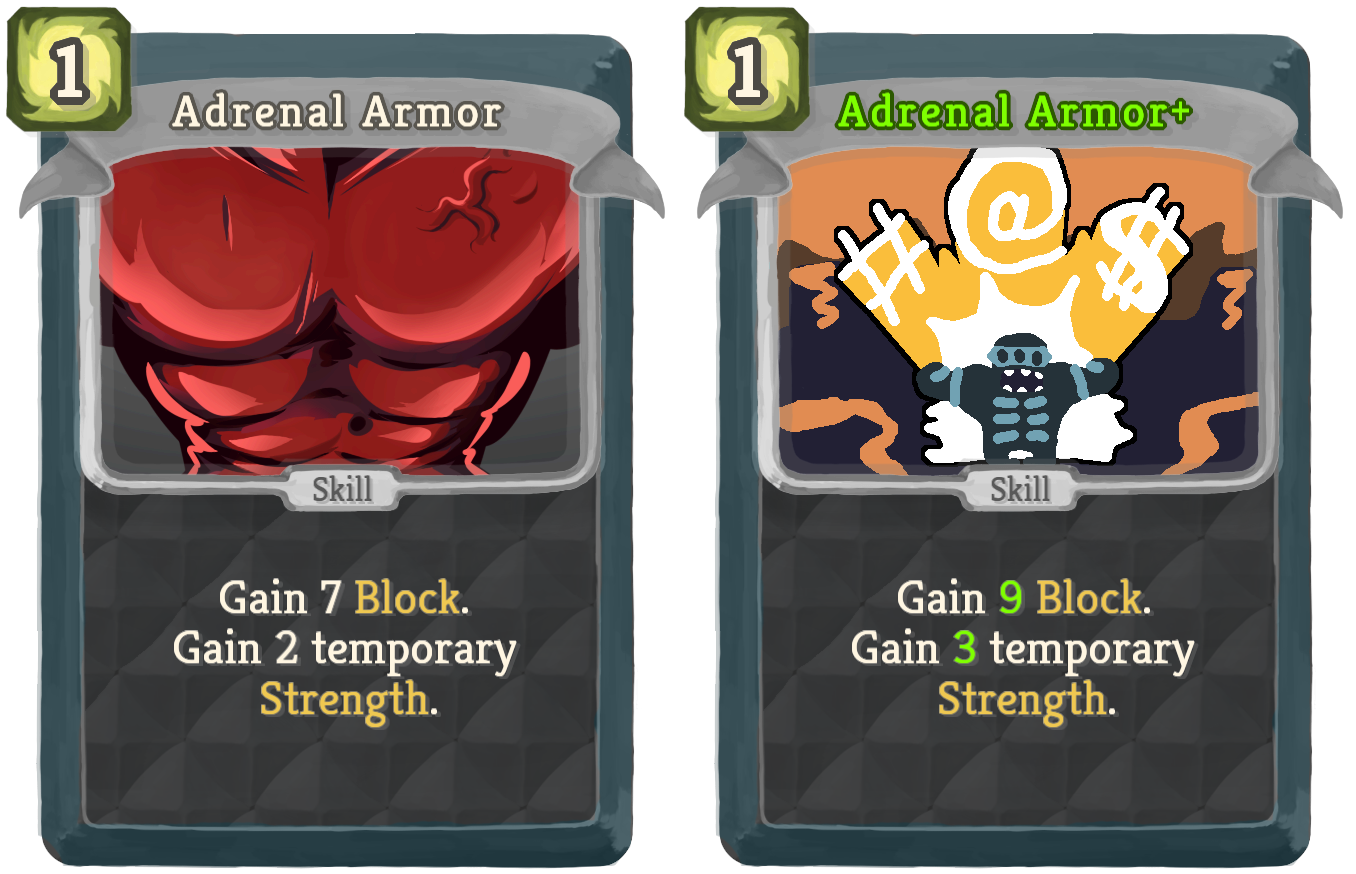 1
Adrenal Armor
Skill
Gain 7 Block.
Gain 2 temporary
Strength.
1
Adrenal Armor+
# @ $
Skill
Gain 9 Block.
Gain 3 temporary
Strength.